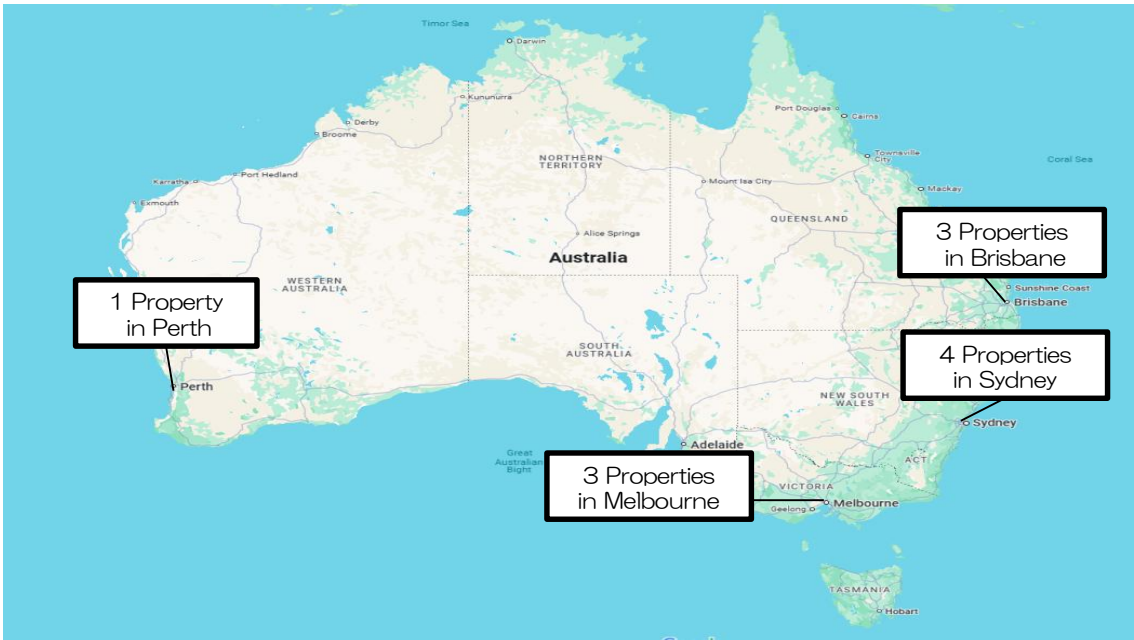 Timor Sea
Darwin
Kununurra
Derby
Broome
Port Douglas
Cairns
Townsville
City
Coral Sea
Karratha
Port Hedland
Exmouth
NORTHERN
TERRITORY
Mount Isa City
Mackay
QUEENSLAND
Alice Springs
Australia
3 Properties
in Brisbane
WESTERN
AUSTRALIA
1 Property
in Perth
Sunshine Coast
Brisbane
SOUTH
AUSTRALIA
4 Properties
in Sydney
Perth
NEW SOUTH
WALES
Sydney
Adelaide
Great
Australian
Bight
ACT
3 Properties
in Melbourne
VICTORIA
Melbourne
Geelong
TASMANIA
Hobart